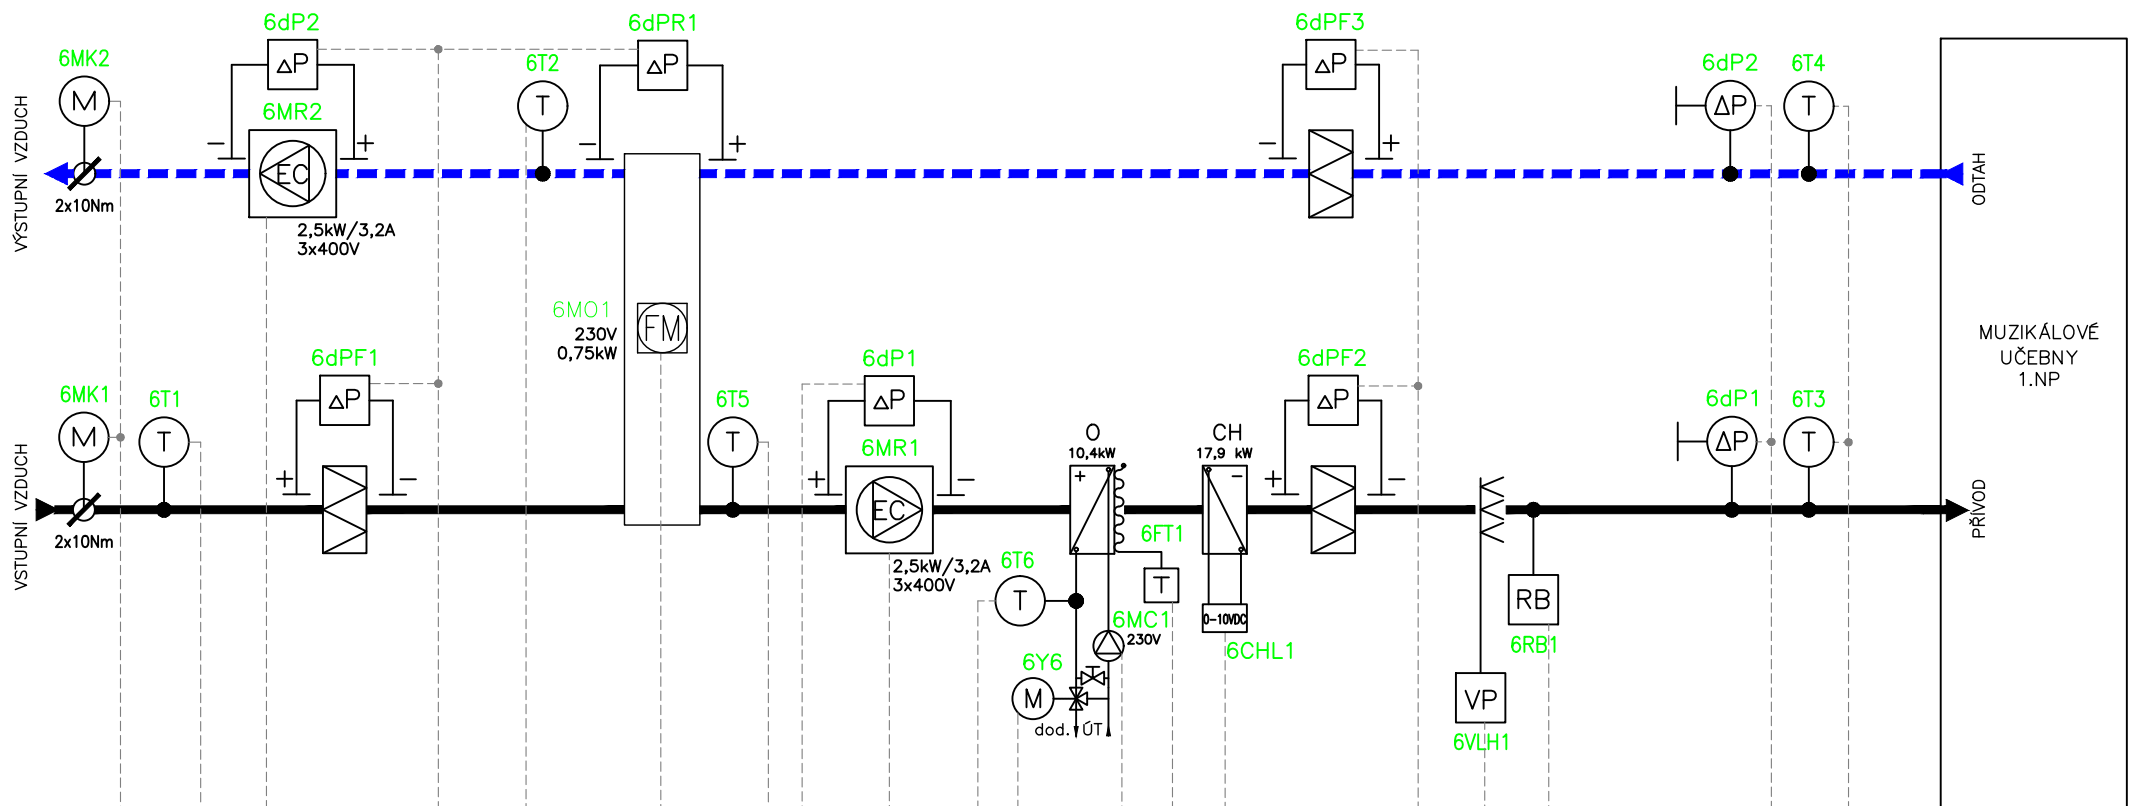 6dP2
6dPR1
6dPF3
6MK2
6T2
6dP2
6T4
ΔP
ΔP
ΔP
M
T
ΔP
T
6MR2
- +
- +
- +
EC
VÝSTUPNÍ VZDUCH
2x10Nm
ODTAH
2,5kW/3,2A
3x400V
6MO1
230V
0,75kW
FM
MUZIKÁLOVÉ
UČEBNY
1.NP
6dPF1
6dP1
6dPF2
6MK1
6T1
6T5
6dP1
6T3
ΔP
ΔP
ΔP
M
T
T
ΔP
T
6MR1
O
10,4kW
CH
17,9 kW
+ -
+ -
+ -
+
-
EC
VSTUPNÍ VZDUCH
2x10Nm
PŘÍVOD
6FT1
2,5kW/3,2A
3x400V
6T6
T
T
RB
6MC1
230V
0-10VDC
6CHL1
6RB1
6Y6
M
VP
dod. ÚT
6VLH1